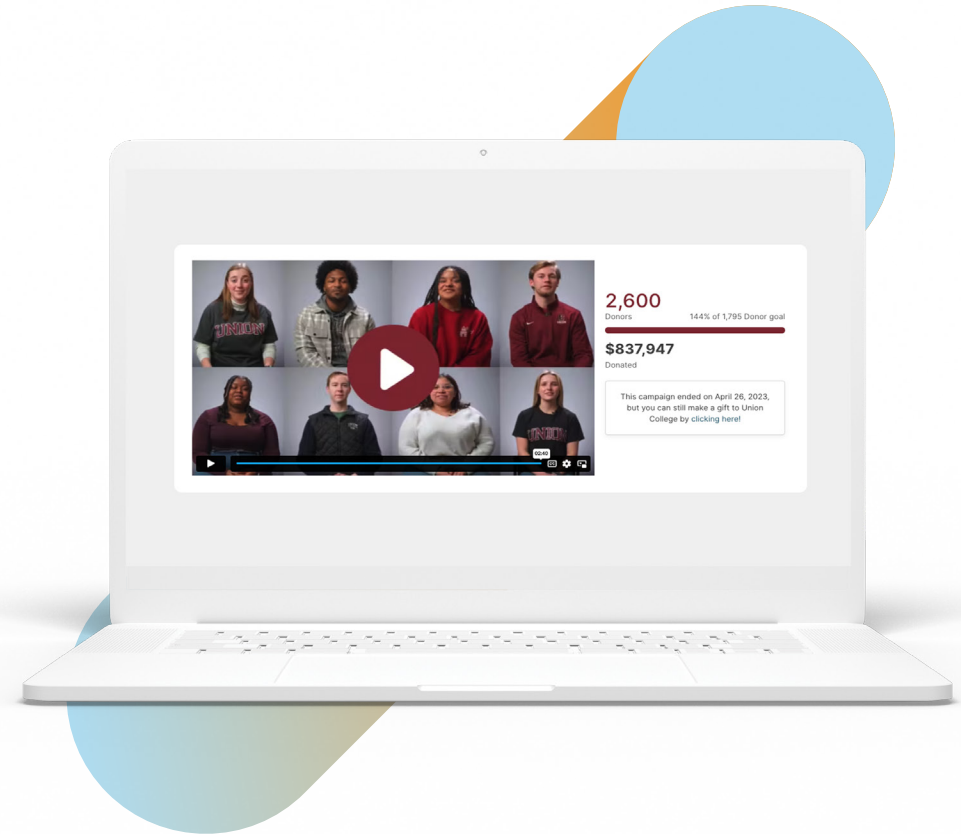 UNION
UNION
02:40
2,600
Donors 144% of 1,795 Donor goal
$837,947
Donated
This campaign ended on April 26, 2023,
but you can still make a gift to Union
College by clicking here!